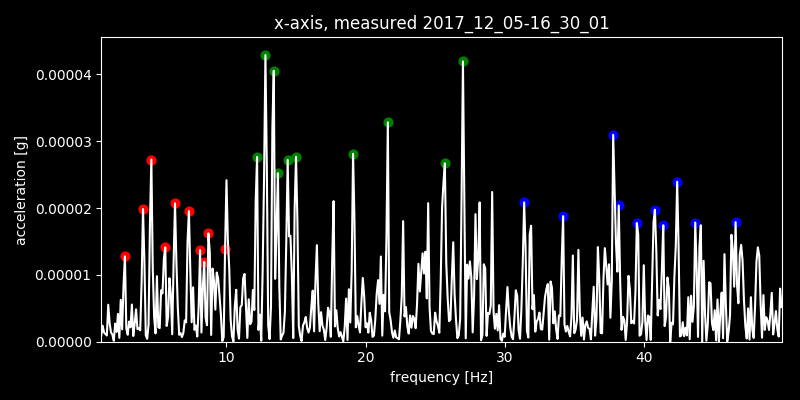 x-axis, measured 2017_12_05-16_30_01
acceleration [g]
0.00004
0.00003
0.00002
0.00001
0.00000
10 20 30 40
frequency [Hz]